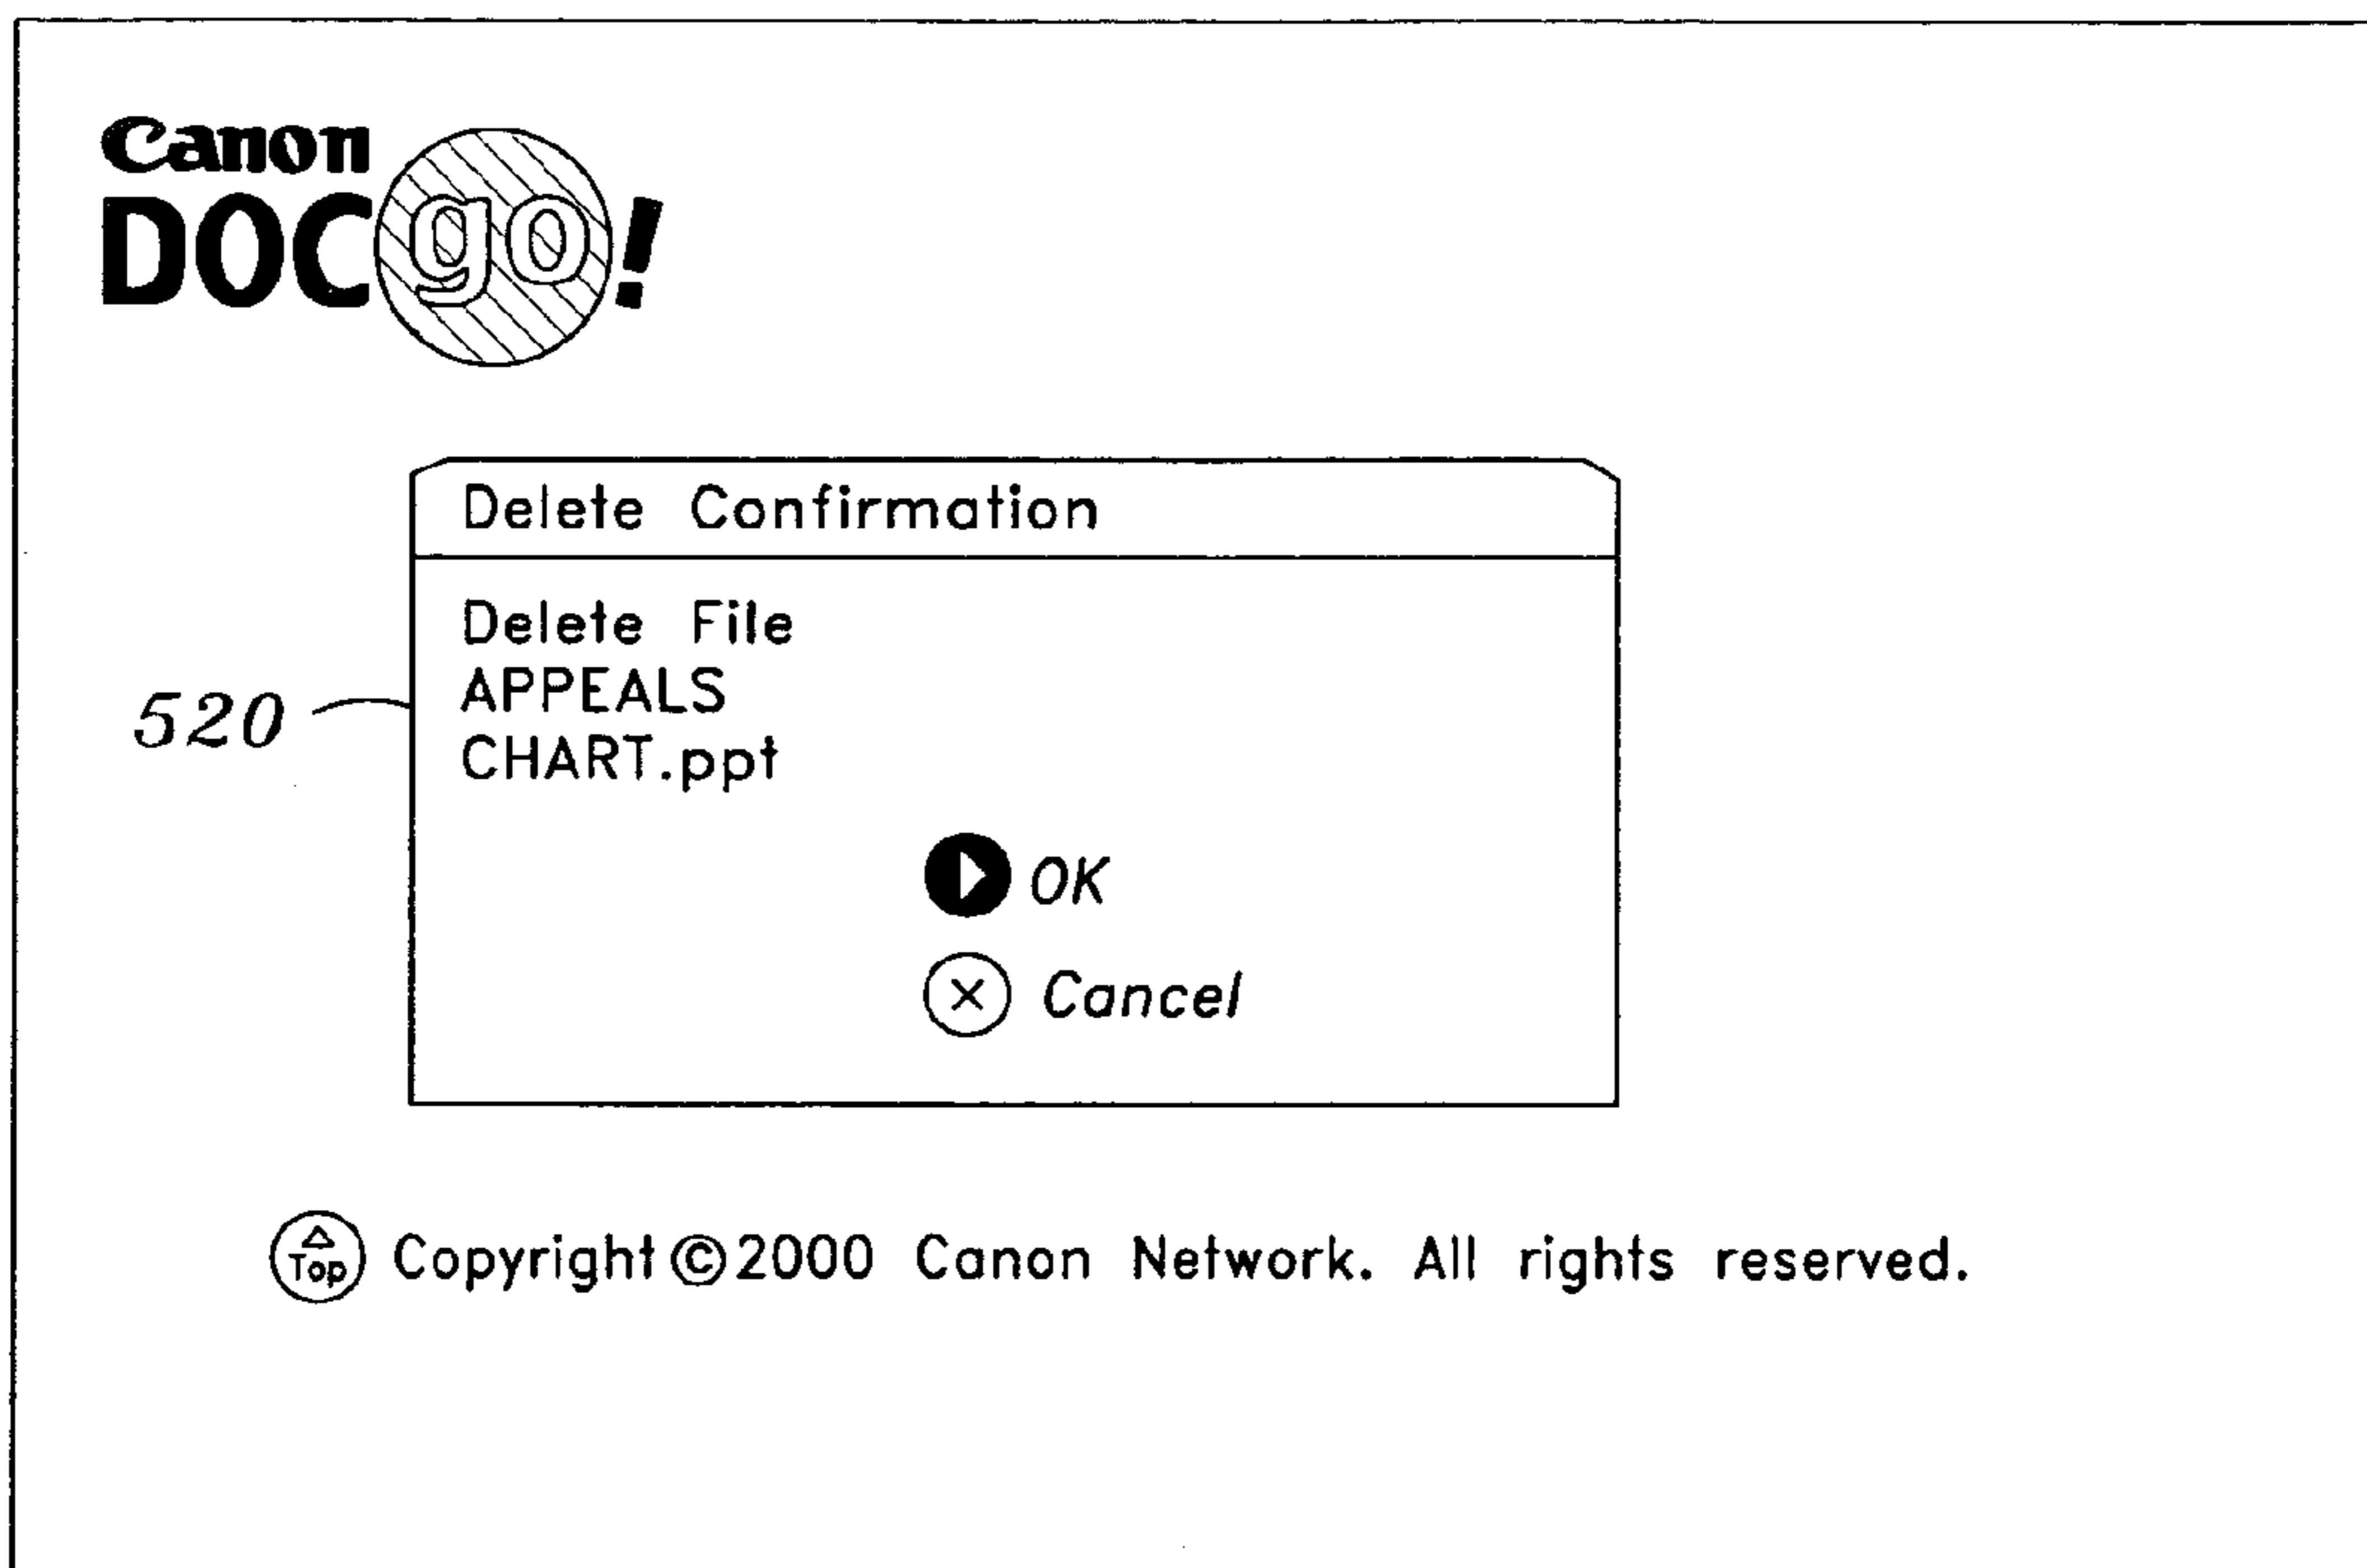 Canon
DOC go!
Delete Confirmation
Delete File
APPEALS
CHART.ppt
520
OK
Cancel
Top
Copyright ©2000 Canon Network. All rights reserved.